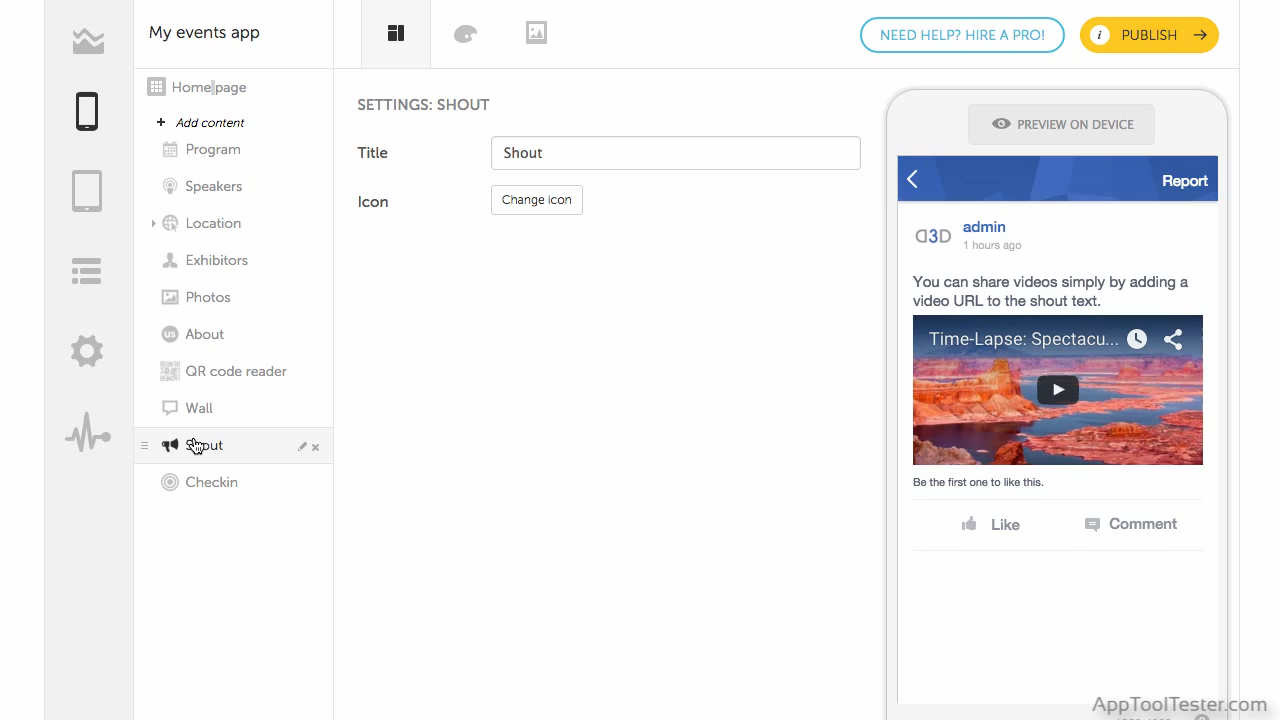 My events app
NEED HELP? HIRE A PRO!
i PUBLISH
Homepage
+ Add content
Program
Speakers
Location
Exhibitors
Photos
us About
QR code reader
Wall
Shout
Checkin
SETTINGS: SHOUT
Title
Shout
Icon
Change icon
PREVIEW ON DEVICE
Report
D3D
admin
1 hours ago
You can share videos simply by adding a
video URL to the shout text.
Time-Lapse: Spectacu...
Be the first one to like this.
Like
Comment
AppToolTester.com